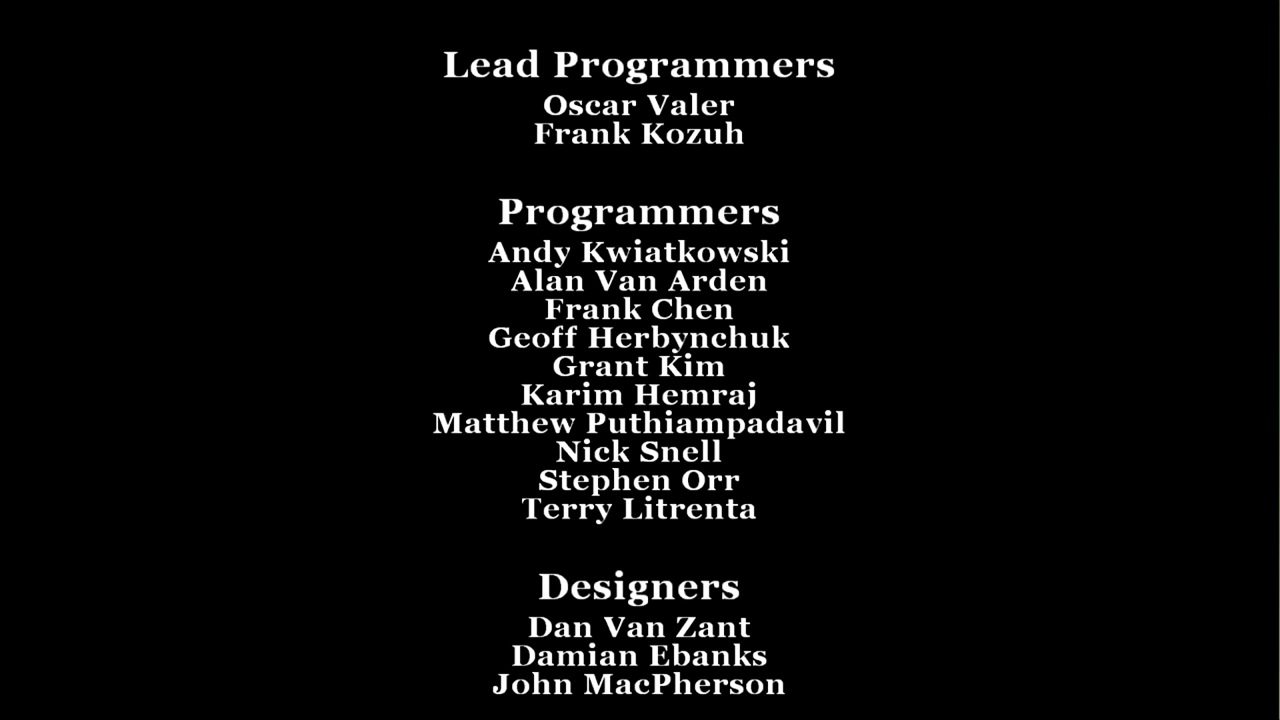 Lead Programmers
Oscar Valer
Frank Kozuh
Programmers
Andy Kwiatkowski
Alan Van Arden
Frank Chen
Geoff Herbynchuk
Grant Kim
Karim Hemraj
Matthew Puthiampadavil
Nick Snell
Stephen Orr
Terry Litrenta
Designers
Dan Van Zant
Damian Ebanks
John MacPherson